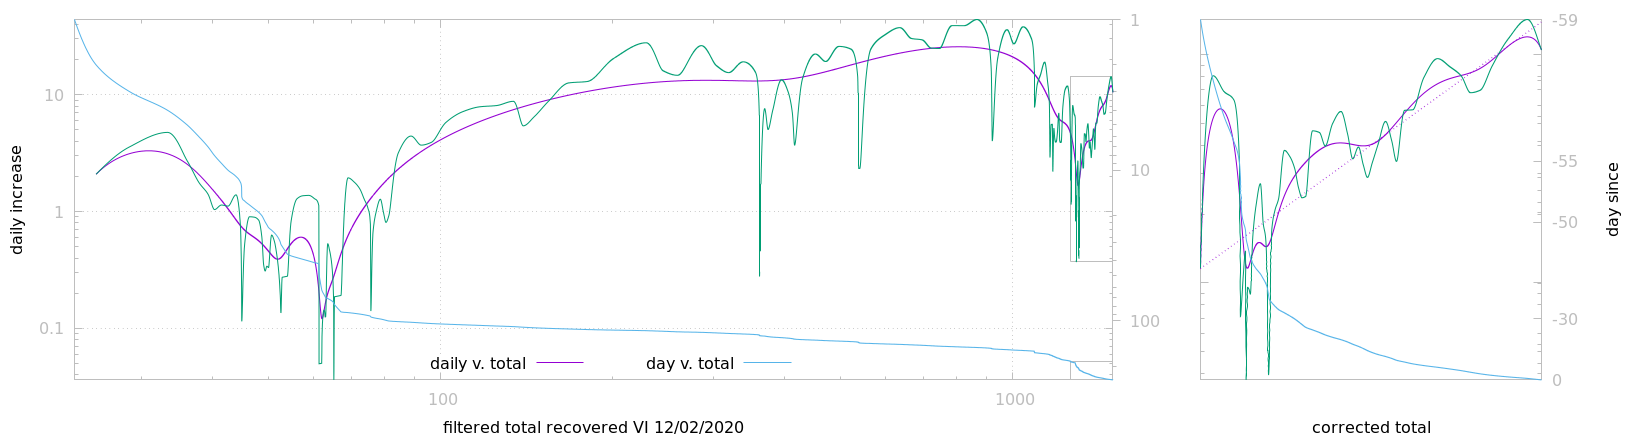 daily increase
10
1
0.1
100
1000
1
10
100
daily v. total
day v. total
filtered total recovered VI 12/02/2020
-59
-55
-50
-30
0
day since
corrected total